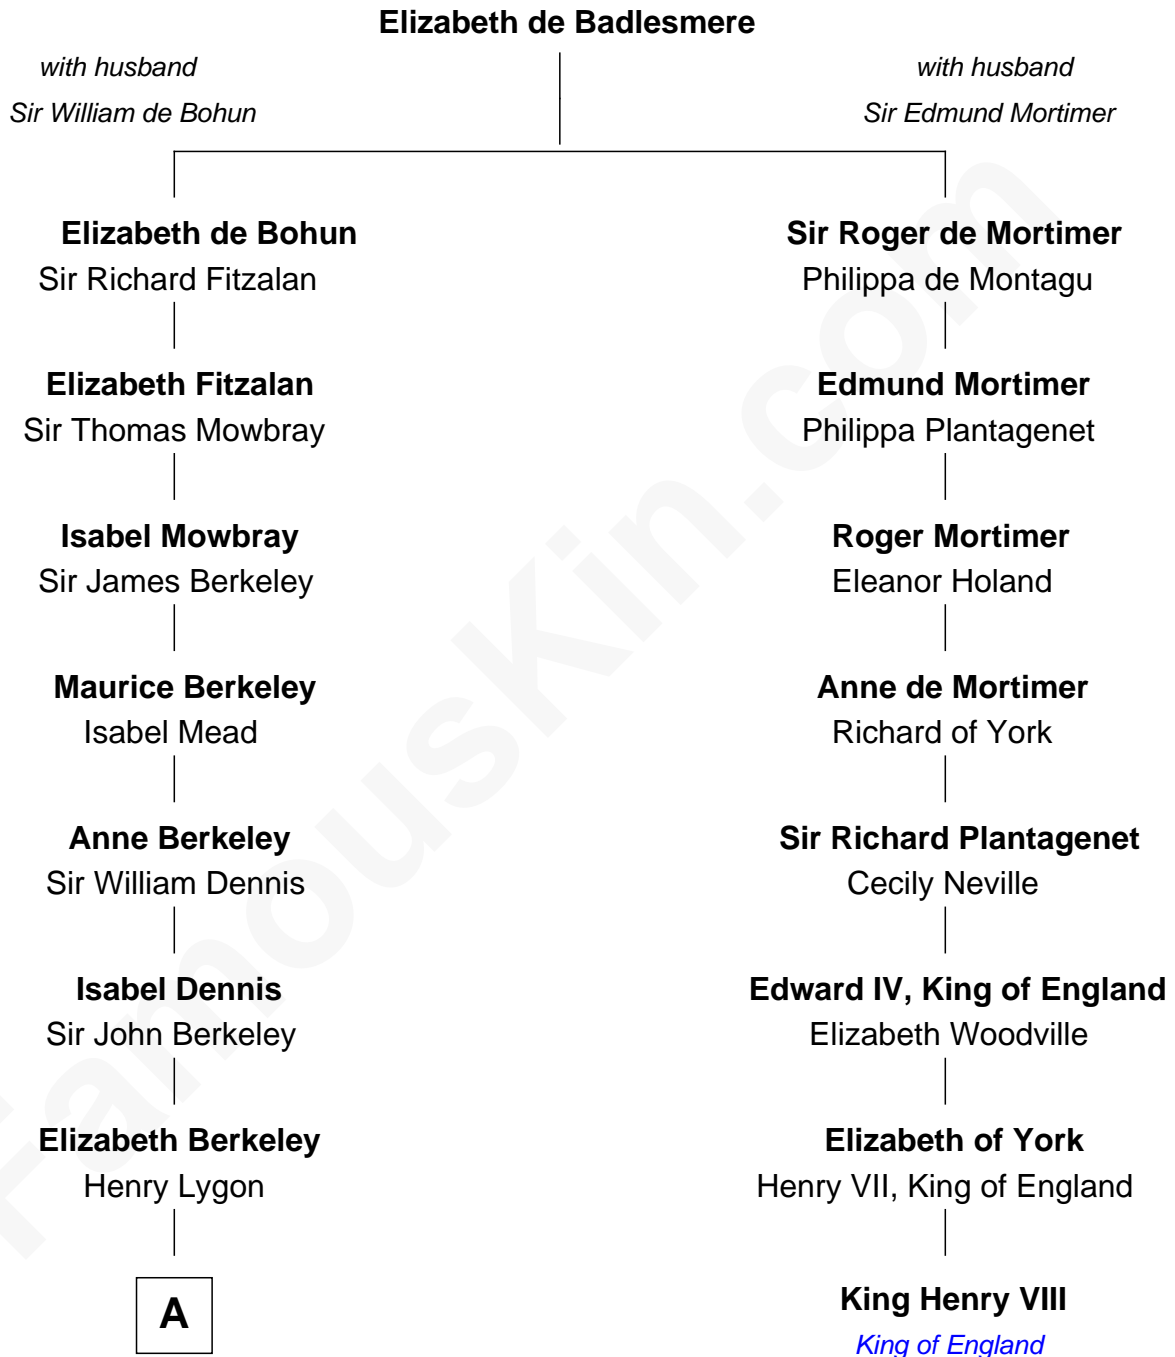 Elizabeth de Badlesmere
with husband
Sir William de Bohun
with husband
Sir Edmund Mortimer
Elizabeth de Bohun
Sir Richard Fitzalan
Sir Roger de Mortimer
Philippa de Montagu
Elizabeth Fitzalan
Sir Thomas Mowbray
Edmund Mortimer
Philippa Plantagenet
Isabel Mowbray
Sir James Berkeley
Roger Mortimer
Eleanor Holand
Maurice Berkeley
Isabel Mead
Anne de Mortimer
Richard of York
Anne Berkeley
Sir William Dennis
Sir Richard Plantagenet
Cecily Neville
Isabel Dennis
Sir John Berkeley
Edward IV, King of England
Elizabeth Woodville
Elizabeth Berkeley
Henry Lygon
Elizabeth of York
Henry VII, King of England
A
King Henry VIII
King of England
FamousKin.com